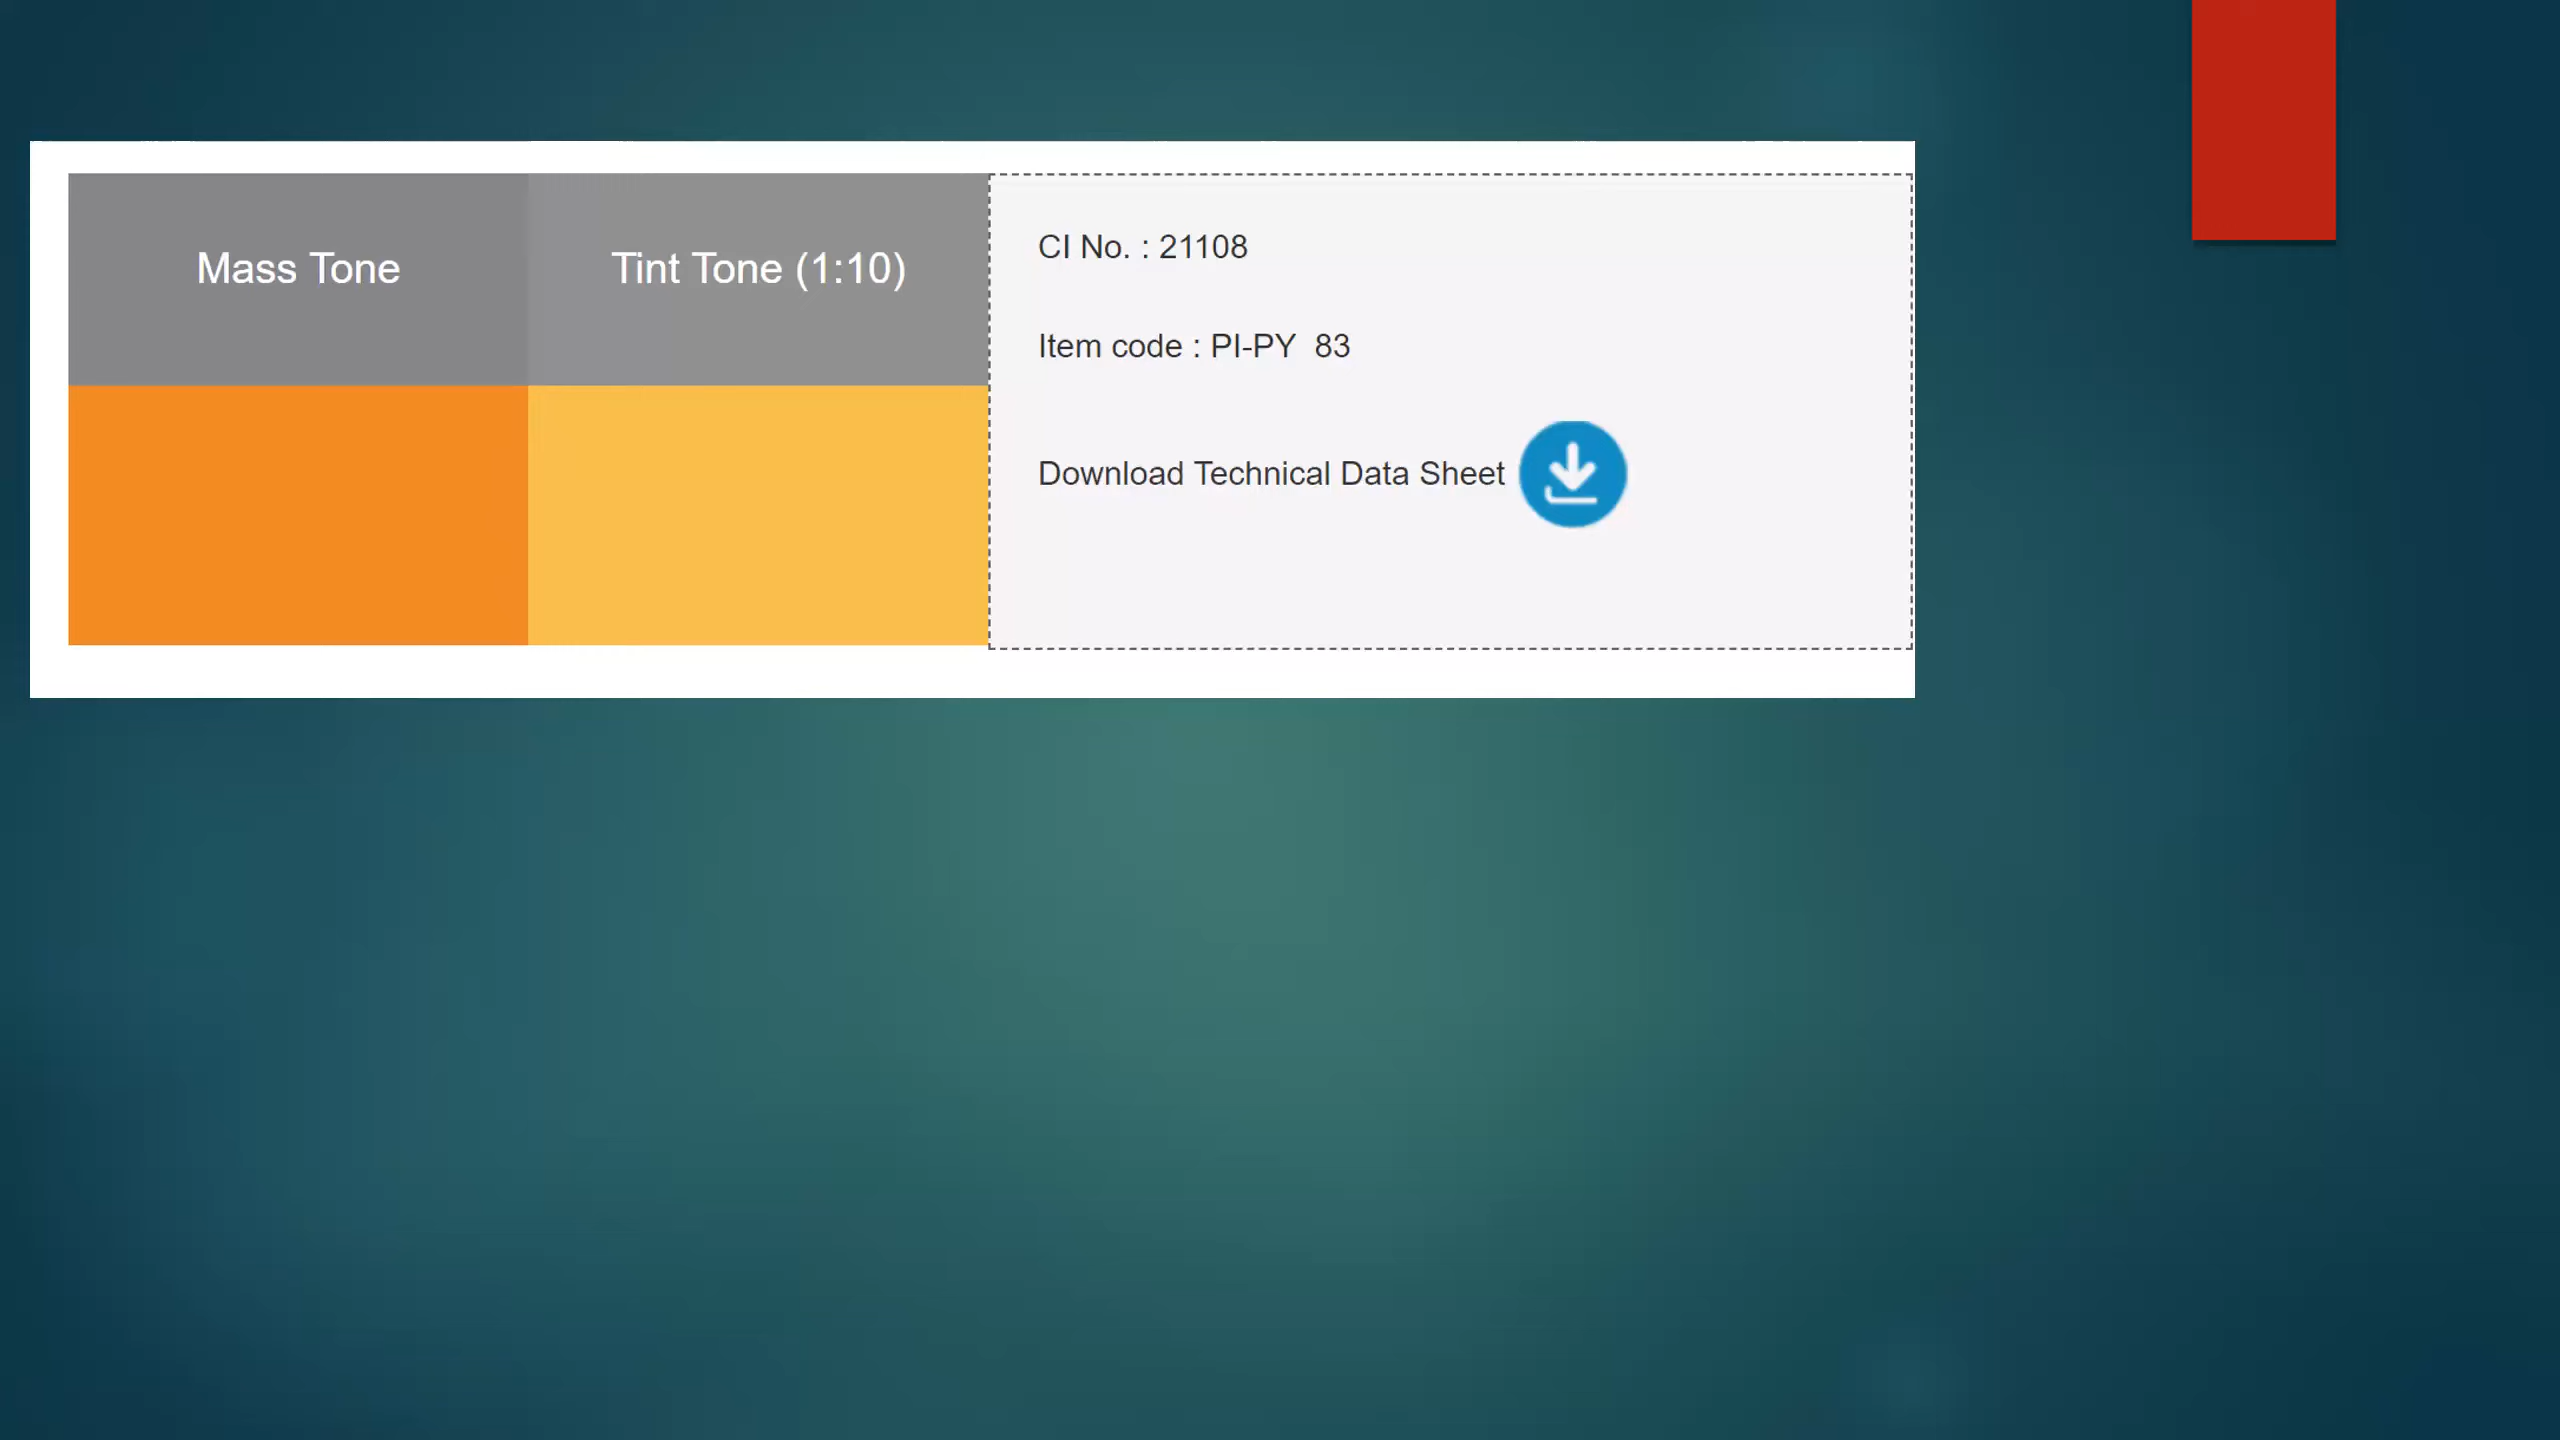 Mass Tone
Tint Tone (1:10)
CI No. : 21108
Item code : PI-PY  83
Download Technical Data Sheet